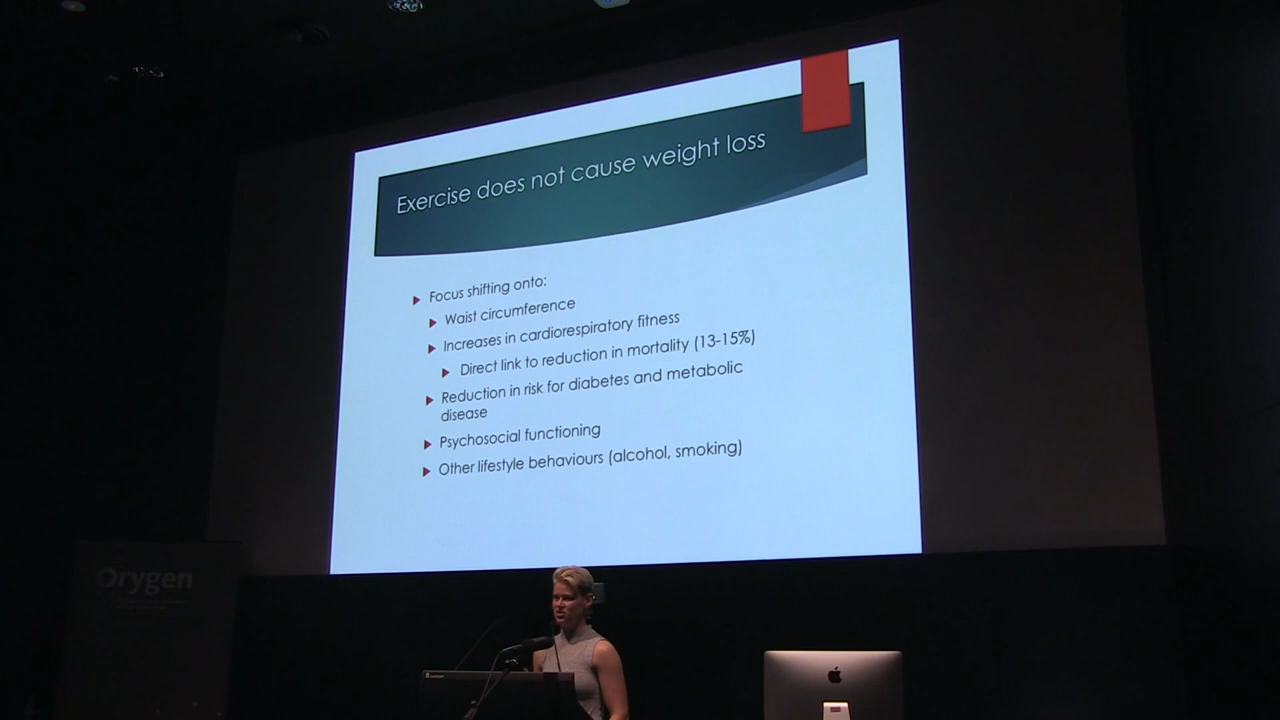 Exercise does not cause weight loss
Focus shifting onto:
Waist circumference
Increases in cardiorespiratory fitness
Direct link to reduction in mortality (13-15%)
Reduction in risk for diabetes and metabolic
disease
Psychosocial functioning
Other lifestyle behaviours (alcohol, smoking)
Orygen